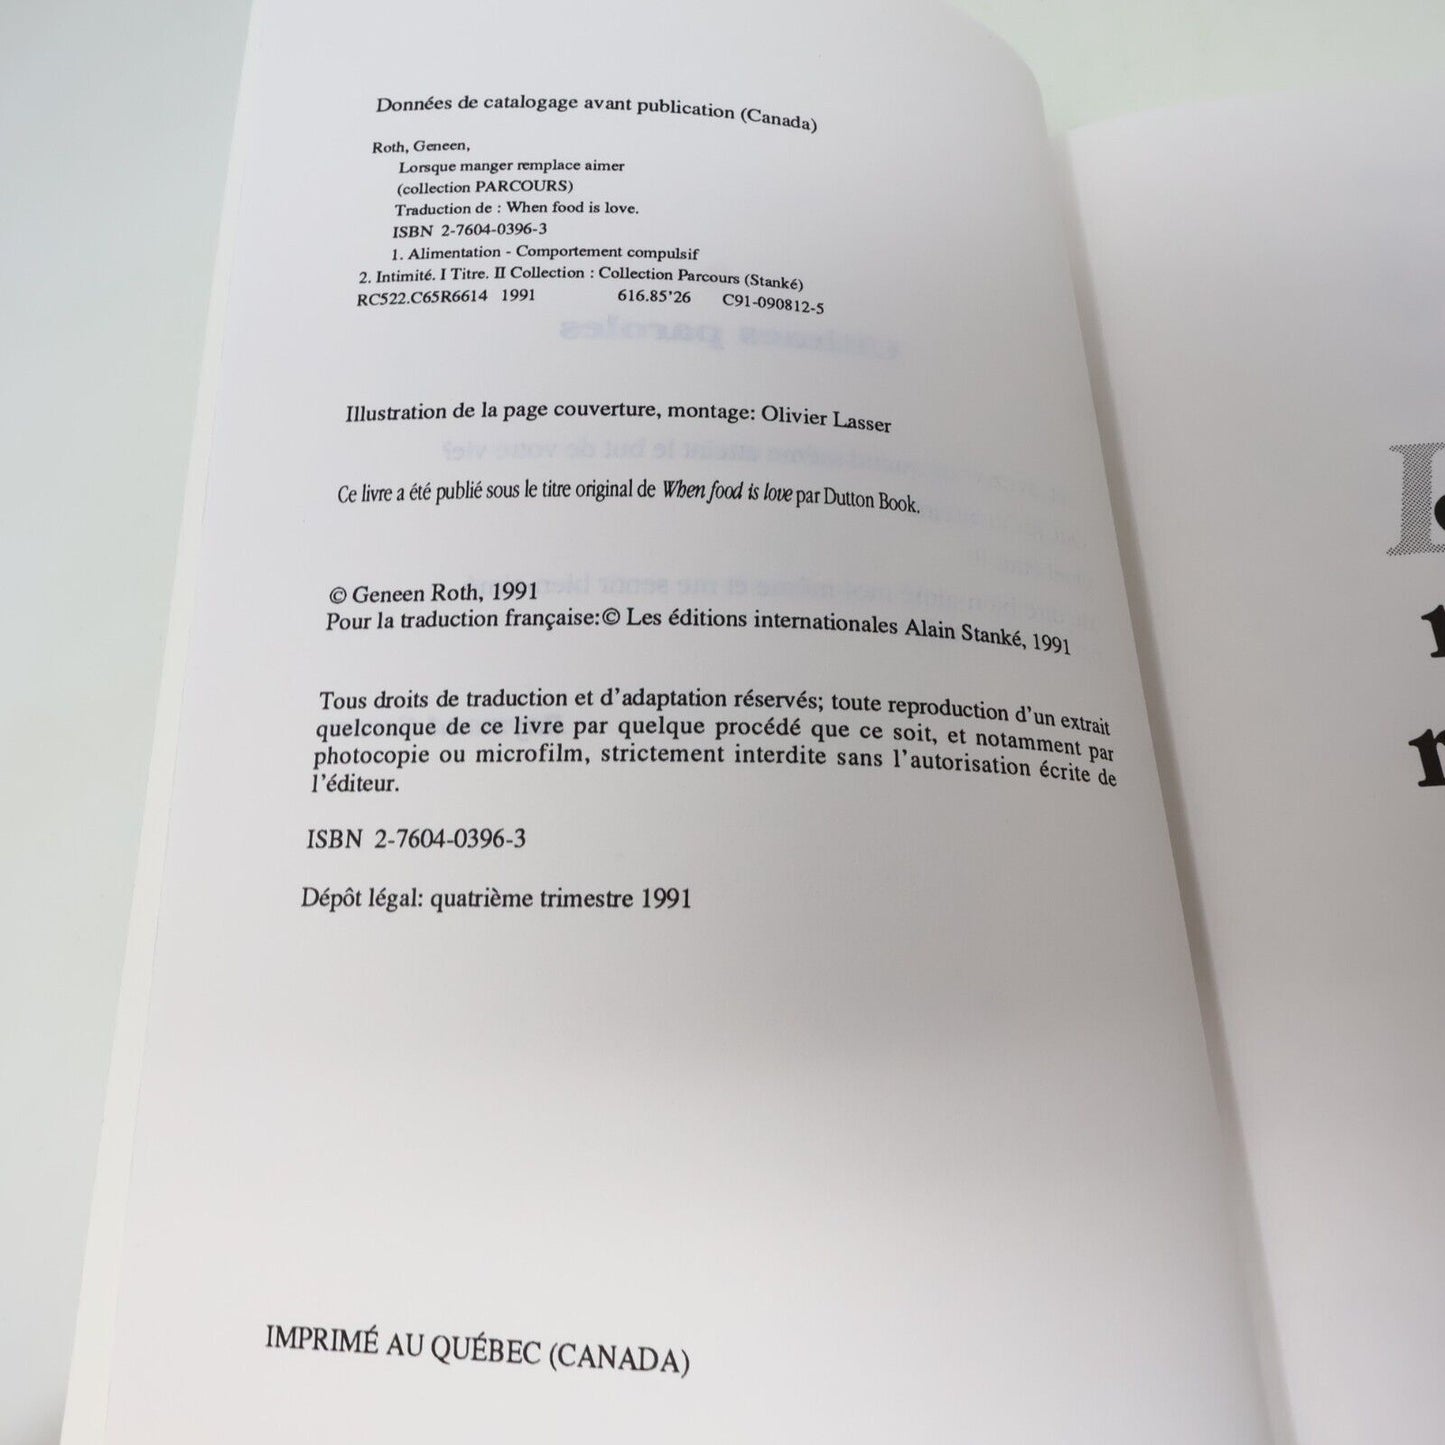 Données de catalogage avant publication (Canada)
Roth, Geneen,
Lorsque manger remplace aimer
(collection PARCOURS)
Traduction de : When food is love.
ISBN 2-7604-0396-3
1. Alimentation - Comportement compulsif
2. Intimité. I Titre. II Collection : Collection Parcours (Stanké)
RC522.C65R6614 1991 616.85'26 C91-090812-5
Illustration de la page couverture, montage: Olivier Lasser
Ce livre a été publié sous le titre original de When food is love par Dutton Book.
© Geneen Roth, 1991
Pour la traduction française:© Les éditions internationales Alain Stanké, 1991
Tous droits de traduction et d'adaptation réservés; toute reproduction d'un extrait
quelconque de ce livre par quelque procédé que ce soit, et notamment par
photocopie ou microfilm, strictement interdite sans l'autorisation écrite de
l'éditeur.
ISBN 2-7604-0396-3
Dépôt légal: quatrième trimestre 1991
IMPRIMÉ AU QUÉBEC (CANADA)